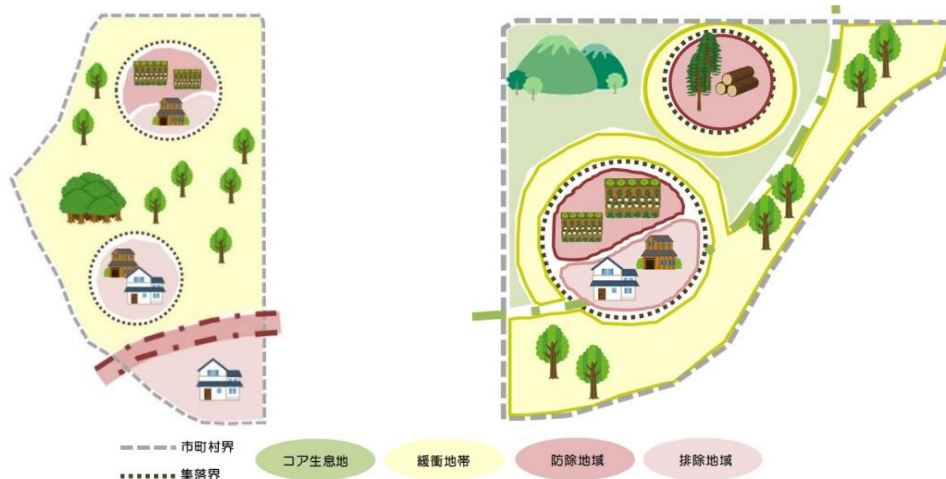 市町村界
集落界
コア生息地
緩衝地帯
防除地域
排除地域